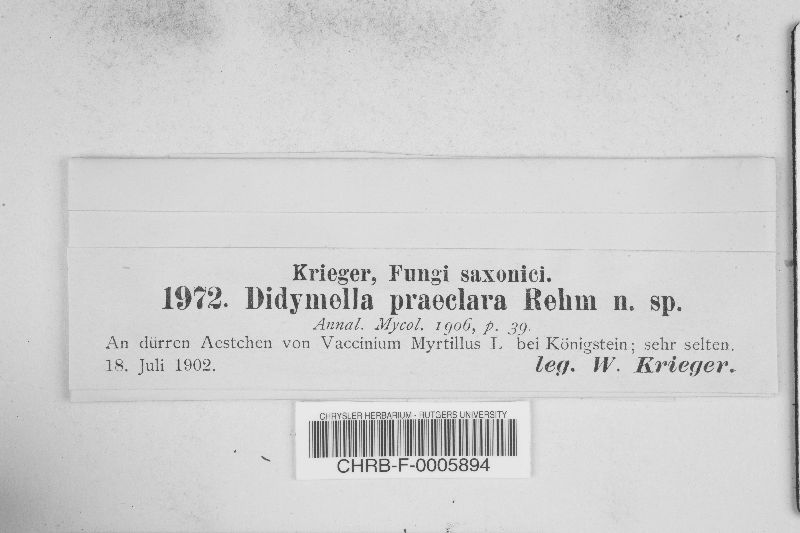 Krieger, Fungi saxonici.
1972. Didymella praeclara Rehm n. sp.
Annal. Mycol. 1906, p. 39.
An dürren Aestchen von Vaccinium Myrtillus L. bei Königstein; sehr selten.
18. Juli 1902. leg. W. Krieger.
CHRYSLER HERBARIUM - RUTGERS UNIVERSITY
CHRB-F-0005894